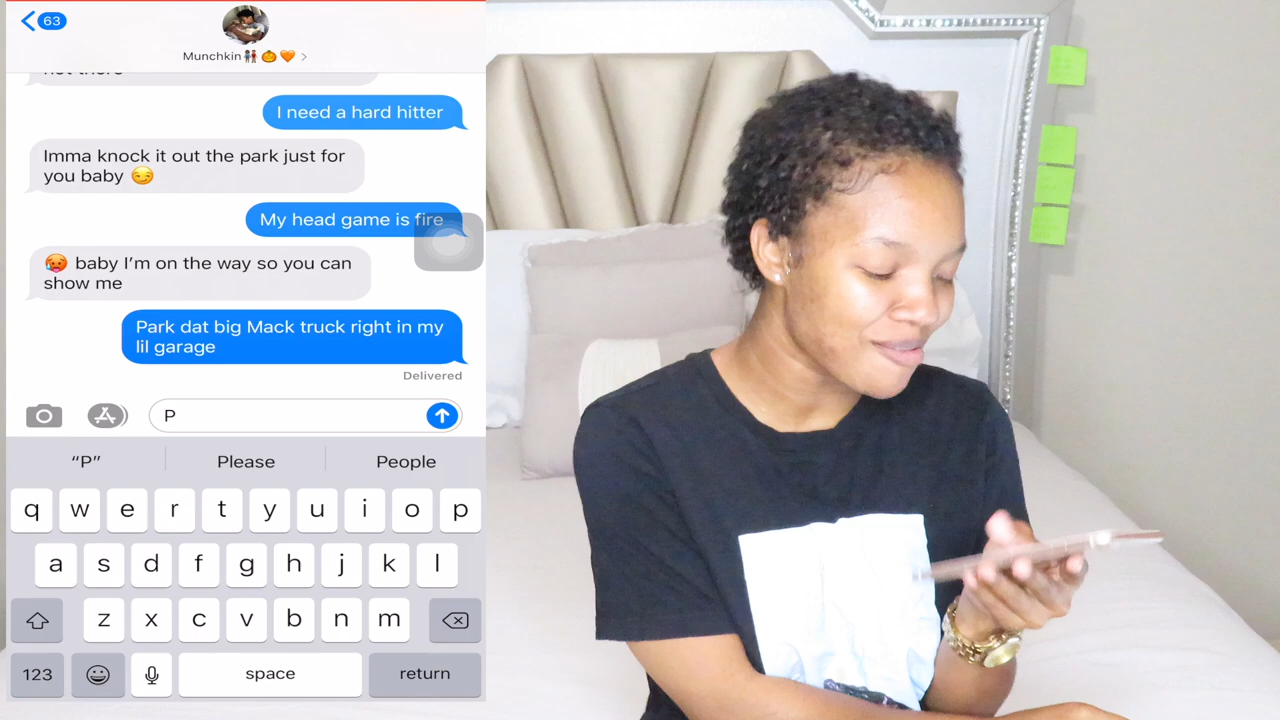 63
Munchkin👫🎃🧡 >
not there
I need a hard hitter
Imma knock it out the park just for
you baby 😏
My head game is fire
🥵 baby I'm on the way so you can
show me
Park dat big Mack truck right in my
lil garage
Delivered
P
“P” Please People
q w e r t y u i o p
a s d f g h j k l
z x c v b n m
123 space return